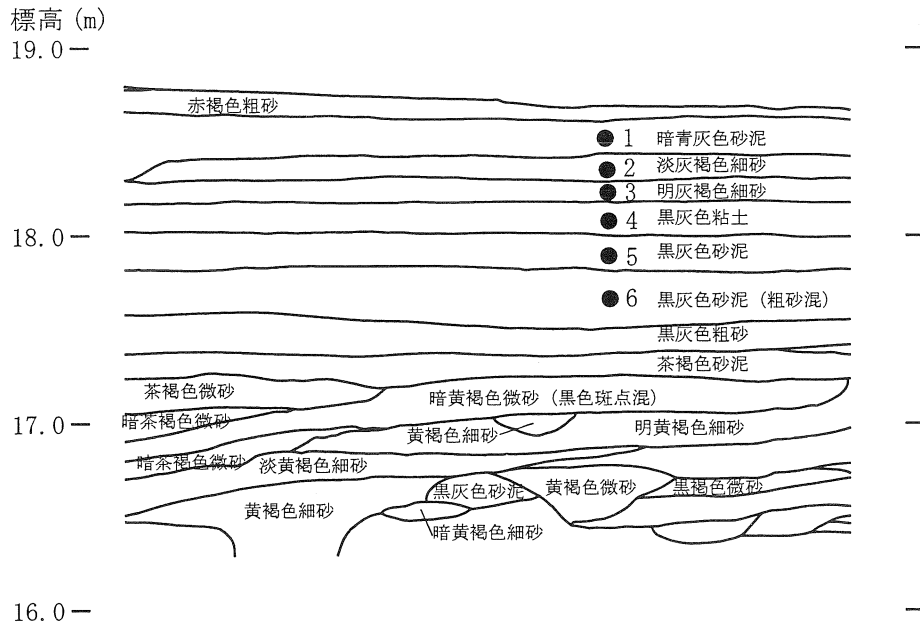 標高 (m)
19.0
赤褐色粗砂
1 暗青灰色砂泥
2 淡灰褐色細砂
3 明灰褐色細砂
4 黒灰色粘土
18.0
5 黒灰色砂泥
6 黒灰色砂泥 (粗砂混)
黒灰色粗砂
茶褐色砂泥
茶褐色微砂
暗黄褐色微砂 (黒色斑点混)
17.0
暗茶褐色微砂
黄褐色細砂
明黄褐色細砂
暗茶褐色微砂
淡黄褐色細砂
黒灰色砂泥
黄褐色微砂
黒褐色微砂
黄褐色細砂
暗黄褐色細砂
16.0